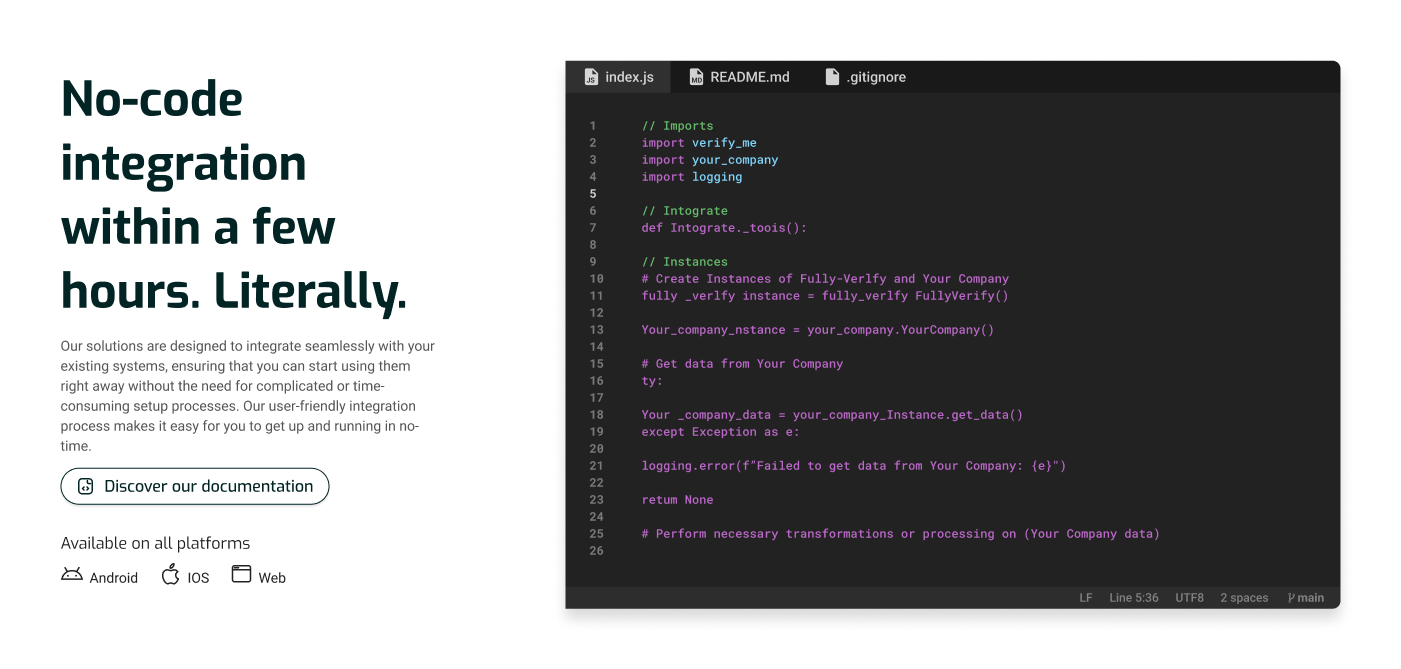 No-code
integration
within a few
hours. Literally.
Our solutions are designed to integrate seamlessly with your
existing systems, ensuring that you can start using them
right away without the need for complicated or time-
consuming setup processes. Our user-friendly integration
process makes it easy for you to get up and running in no-
time.
Discover our documentation
Available on all platforms
Android IOS Web
JS index.js MD README.md .gitignore
1 // Imports
2 import verify_me
3 import your_company
4 import logging
5
6 // Intograte
7 def Intograte._toois():
8
9 // Instances
10 # Create Instances of Fully-Verlfy and Your Company
11 fully _verlfy instance = fully_verlfy FullyVerify()
12
13 Your_company_nstance = your_company.YourCompany()
14
15 # Get data from Your Company
16 ty:
17
18 Your _company_data = your_company_Instance.get_data()
19 except Exception as e:
20
21 logging.error(f”Failed to get data from Your Company: {e}")
22
23 retum None
24
25 # Perform necessary transformations or processing on (Your Company data)
26
LF Line 5:36 UTF8 2 spaces main